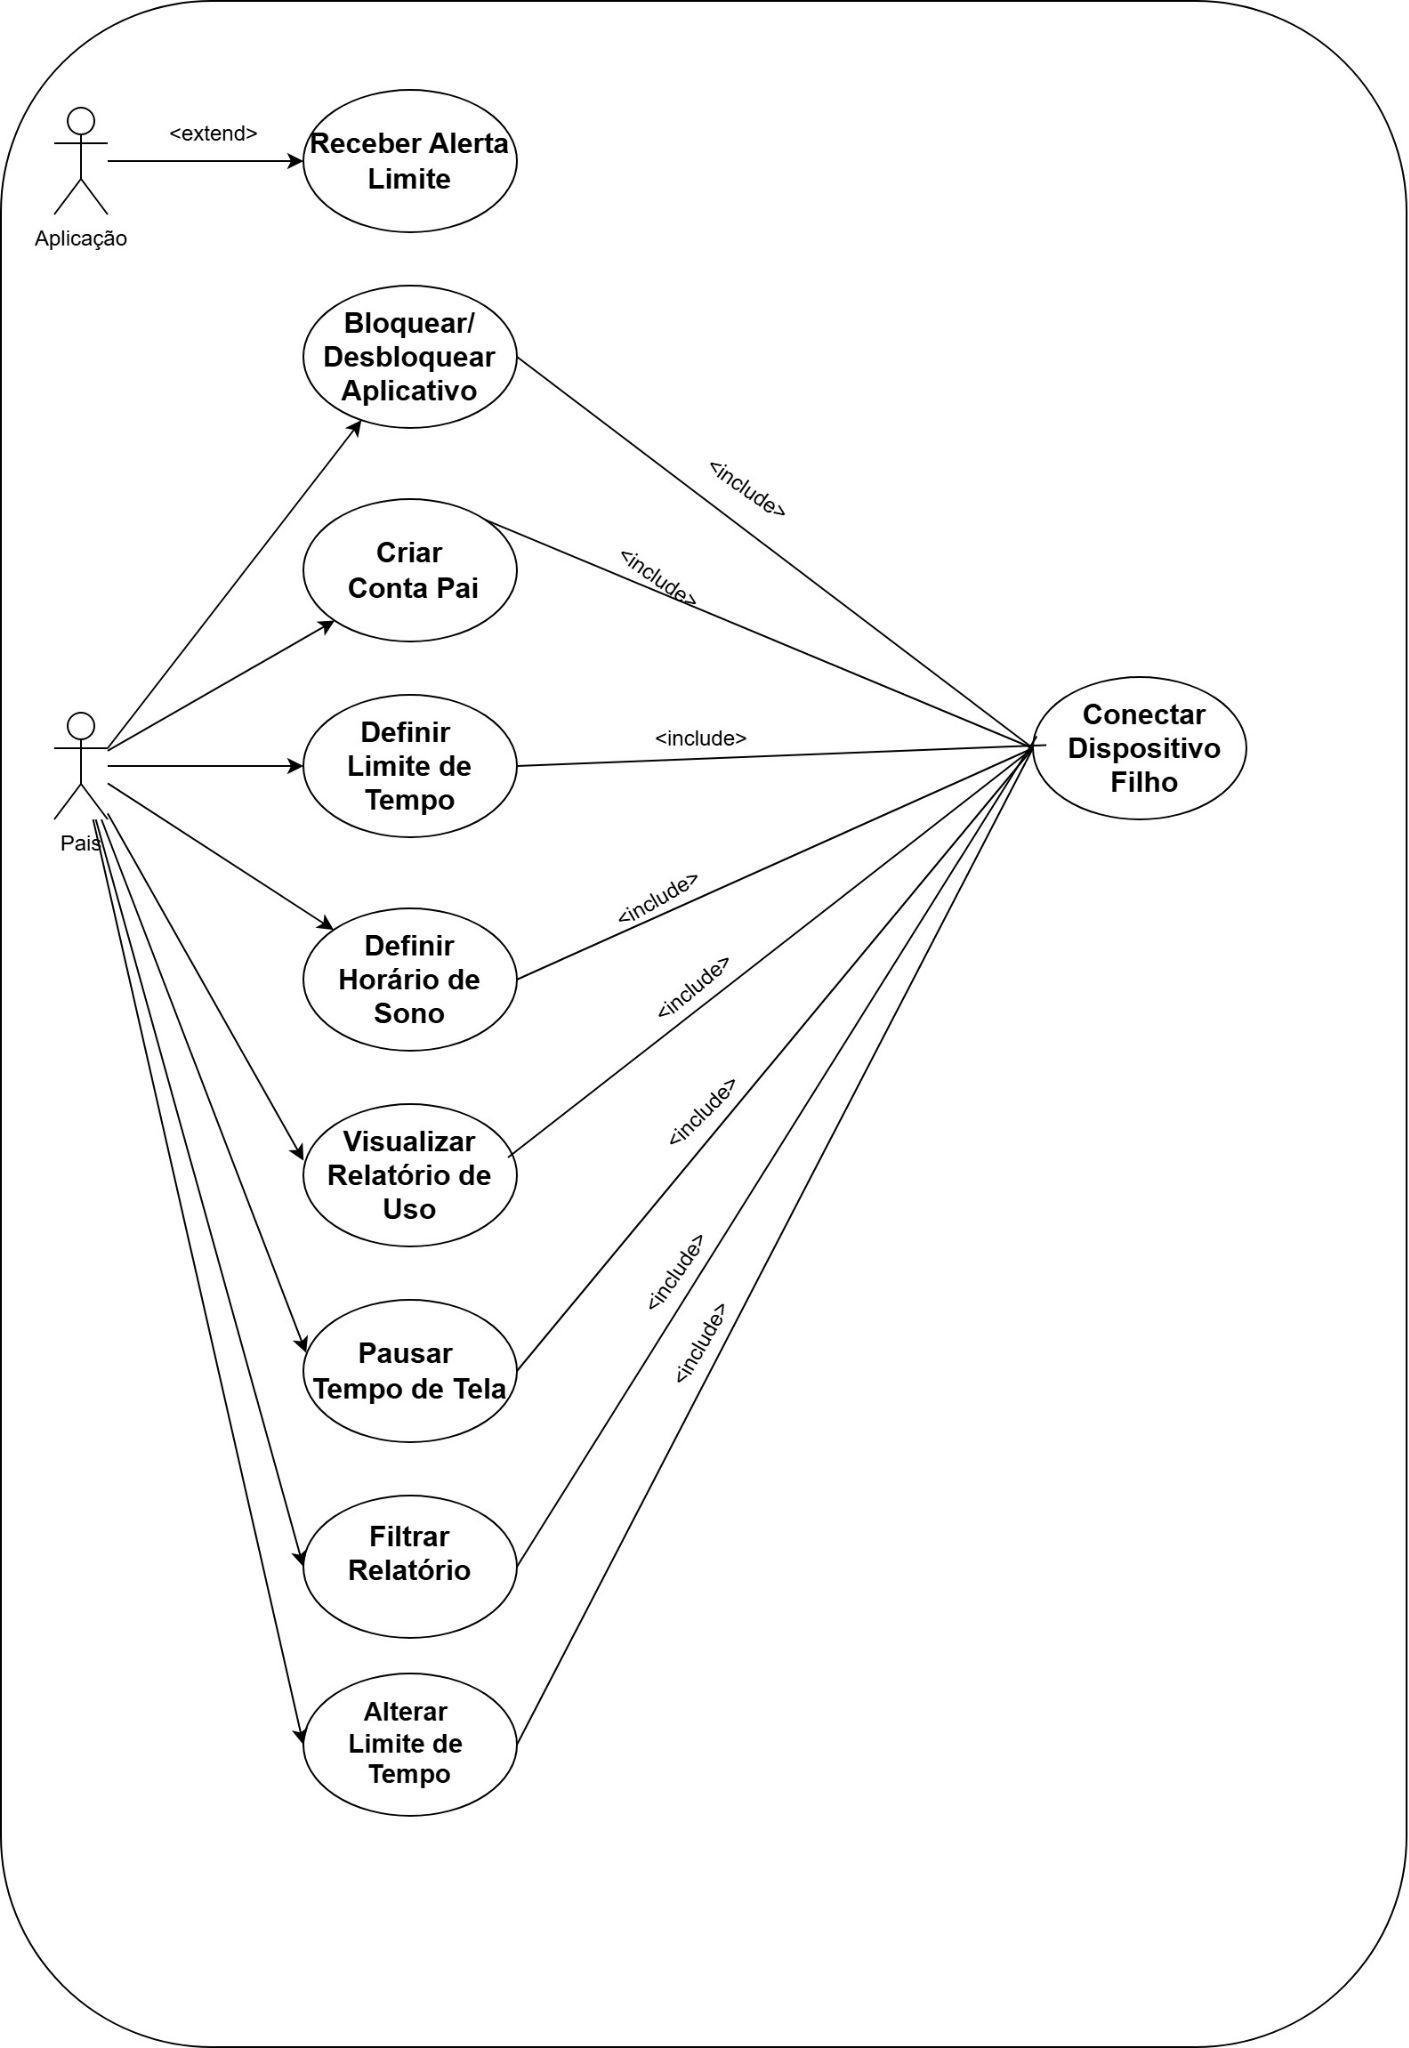 <extend>
Receber Alerta
Limite
Aplicação
Bloquear/
Desbloquear
Aplicativo
<include>
Criar
Conta Pai
<include>
Definir
Limite de
Tempo
<include>
Conectar
Dispositivo
Filho
Pais
Definir
Horário de
Sono
<include>
Visualizar
Relatório de
Uso
<include>
Pausar
Tempo de Tela
<include>
Filtrar
Relatório
<include>
Alterar
Limite de
Tempo
<include>